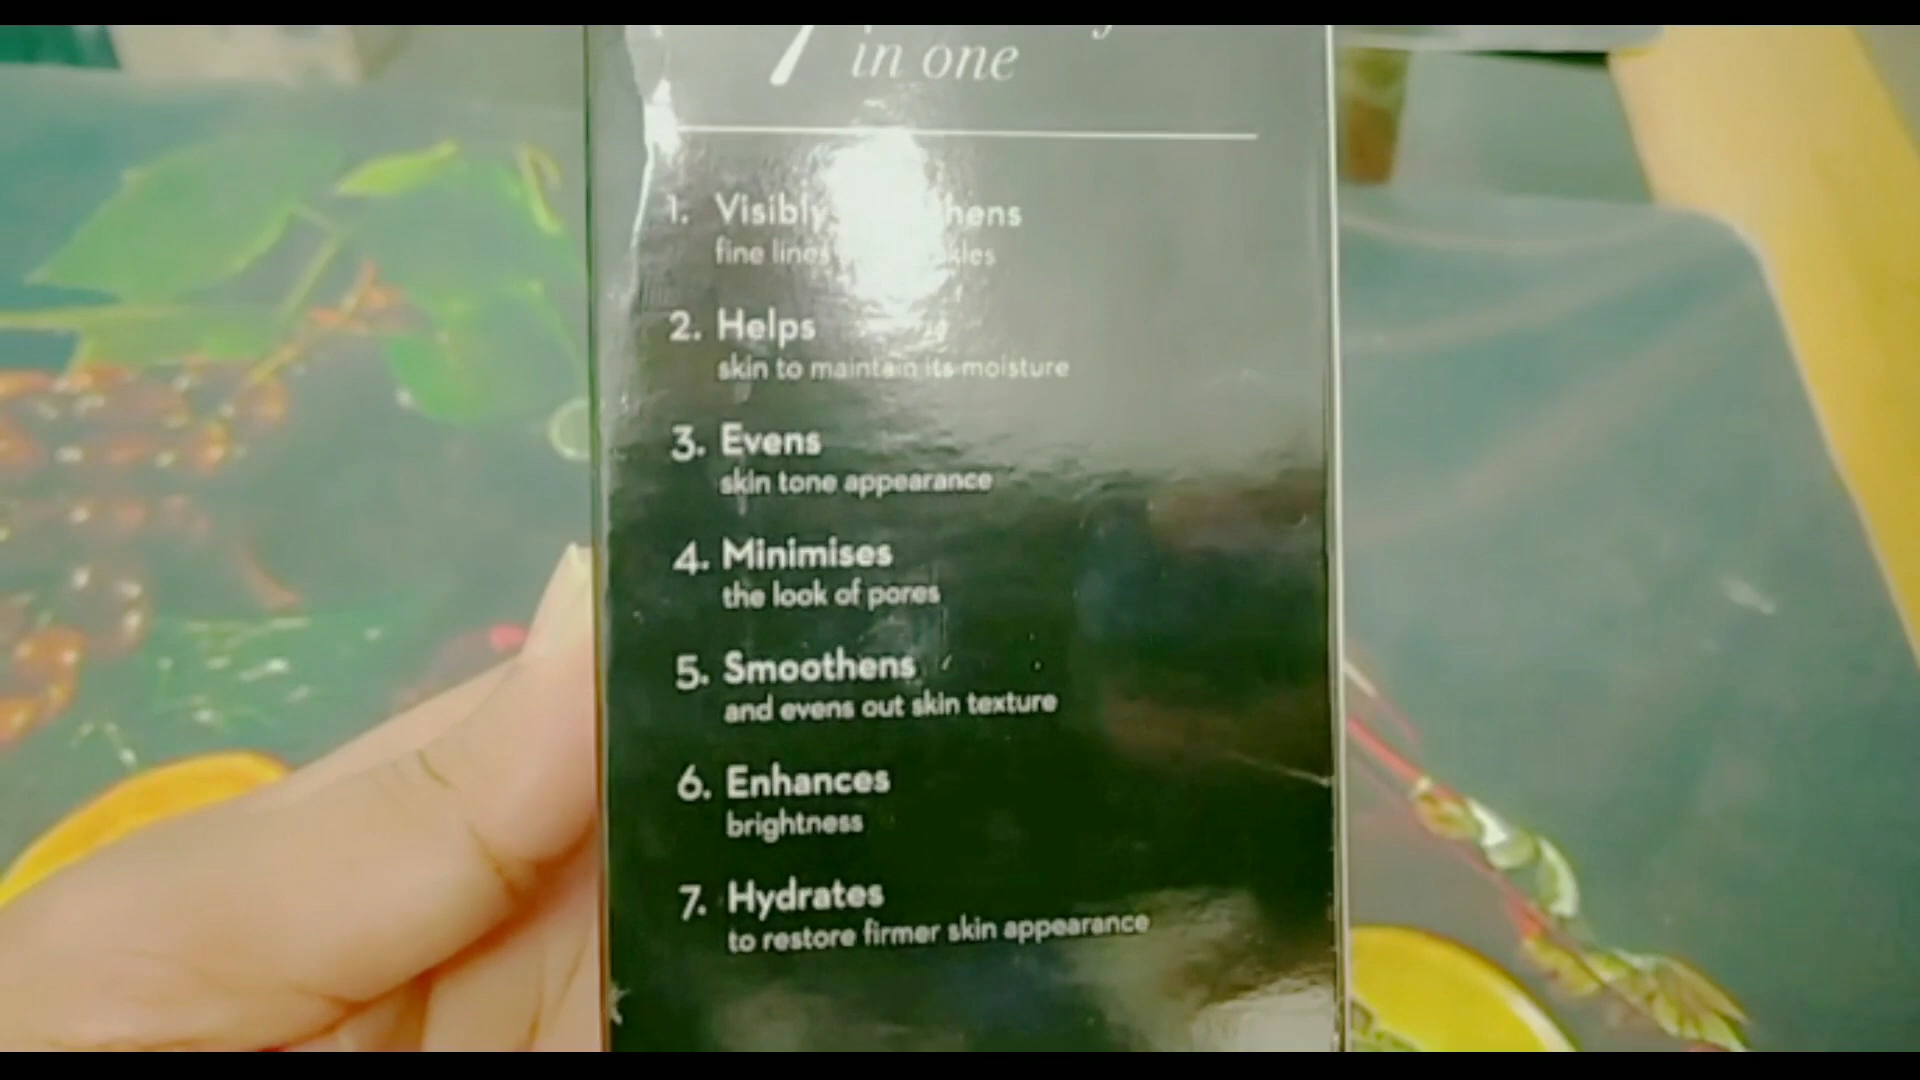 7
in one
1. Visibly
fine lines
2. Helps
skin to maintain its moisture
3. Evens
skin tone appearance
4. Minimises
the look of pores
5. Smoothens
and evens out skin texture
6. Enhances
brightness
7. Hydrates
to restore firmer skin appearance